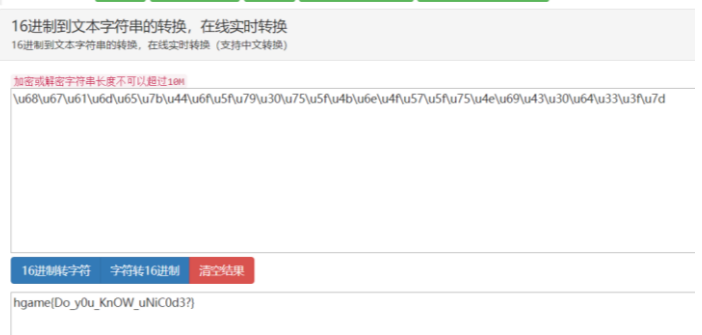 16进制到文本字符串的转换，在线实时转换
16进制到文本字符串的转换，在线实时转换（支持中文转换）
加密或解密字符串长度不可以超过10M
\u68\u67\u61\u6d\u65\u7b\u44\u6f\u5f\u79\u30\u75\u5f\u4b\u6e\u4f\u57\u5f\u75\u4e\u69\u43\u30\u64\u33\u3f\u7d
16进制转字符 字符转16进制 清空结果
hgame{Do_y0u_KnOW_uNiC0d3?}